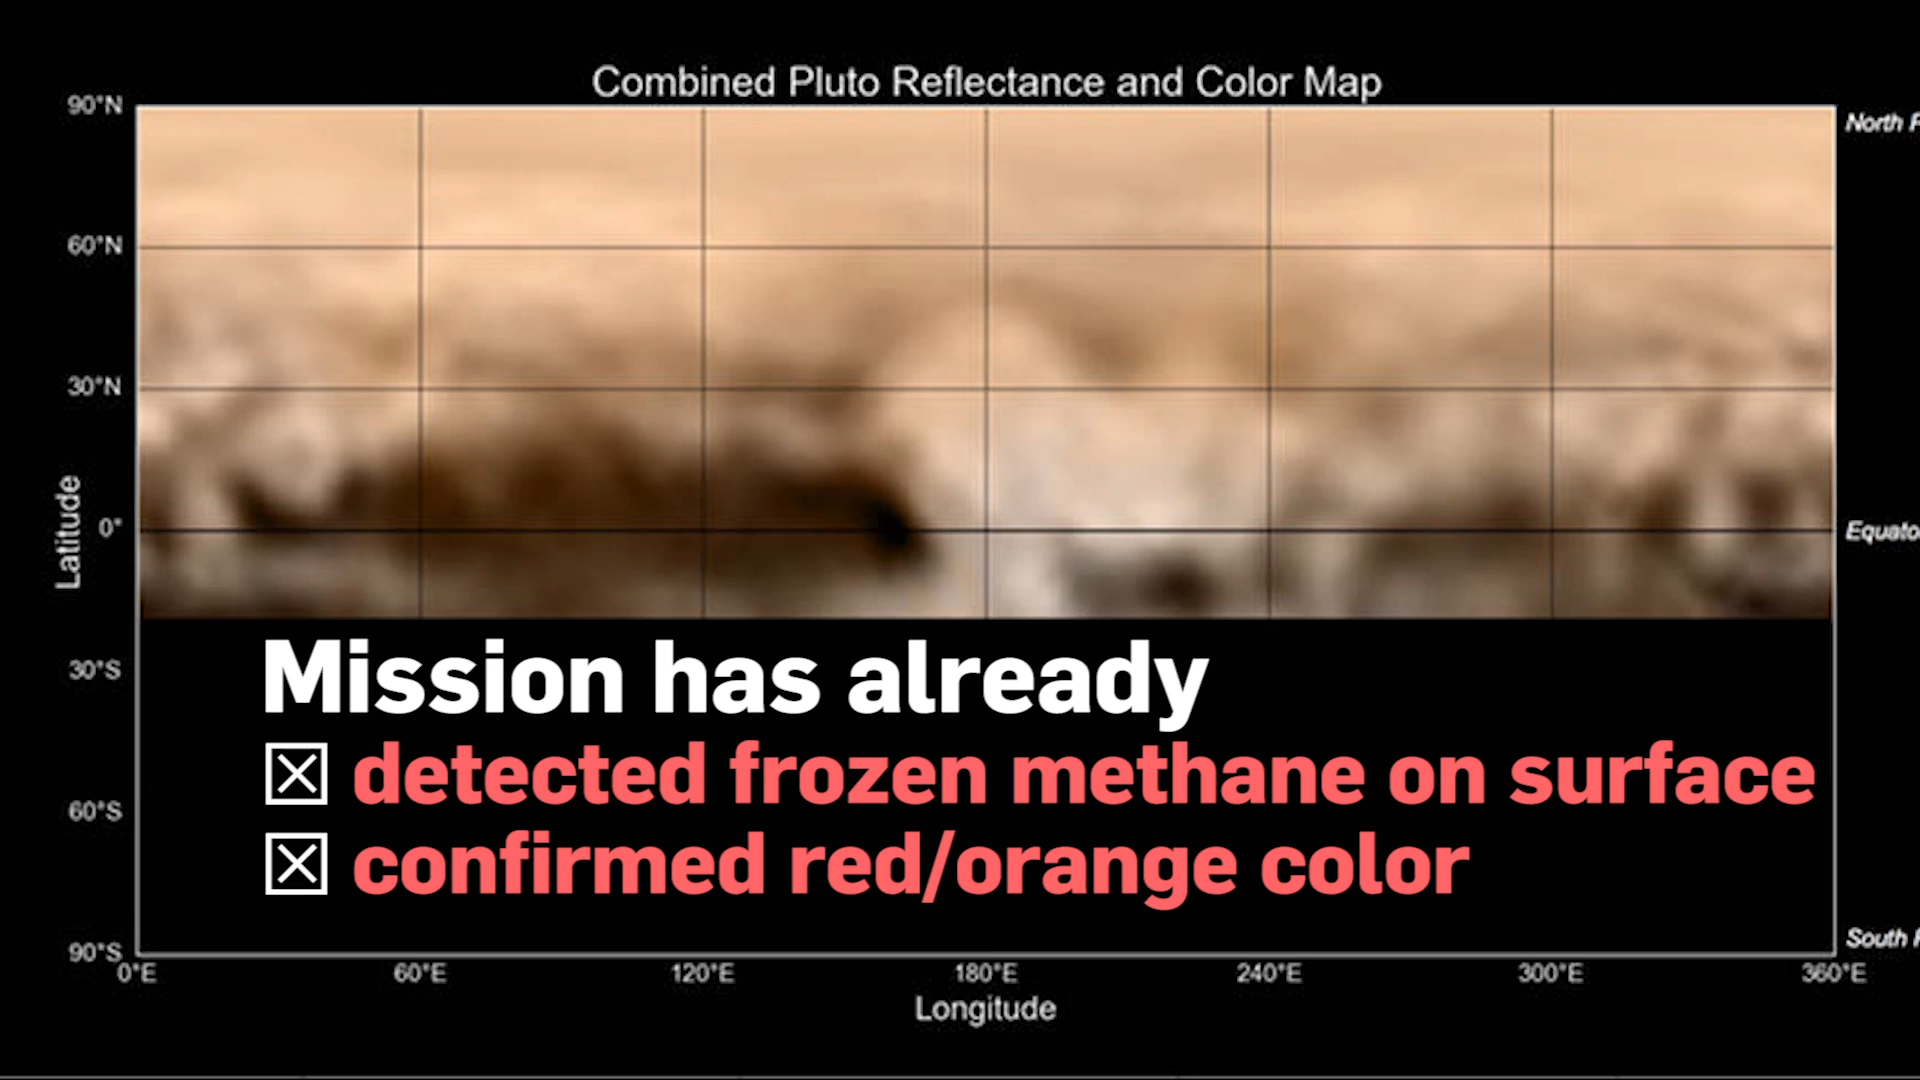 Combined Pluto Reflectance and Color Map
90°N
North
60°N
30°N
Latitude
0°
30°S
Mission has already
☒ detected frozen methane on surface
60°S
☒ confirmed red/orange color
South
90°S
0°E 60°E 120°E 180°E 240°E 300°E 360°E
Longitude